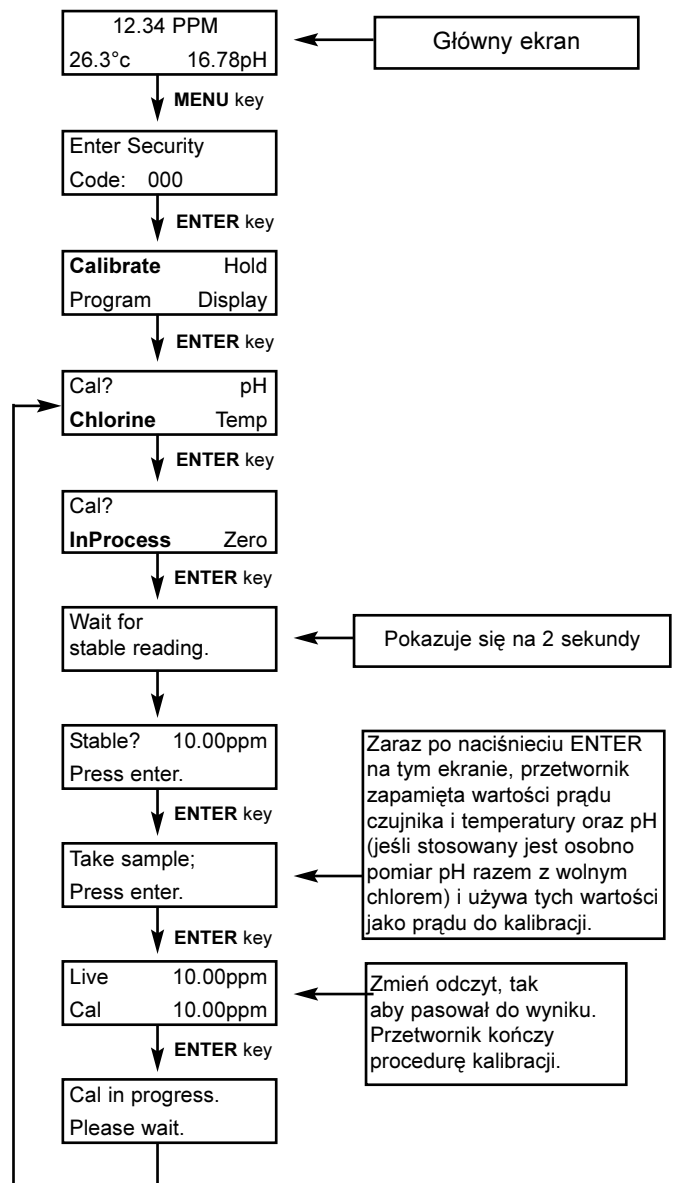 12.34 PPM
26.3°c 16.78pH
Główny ekran
MENU key
Enter Security
Code: 000
ENTER key
Calibrate Hold
Program Display
ENTER key
Cal? pH
Chlorine Temp
ENTER key
Cal?
InProcess Zero
ENTER key
Wait for
stable reading.
Pokazuje się na 2 sekundy
Stable? 10.00ppm
Press enter.
ENTER key
Take sample;
Press enter.
Zaraz po naciśnieciu ENTER
na tym ekranie, przetwornik
zapamięta wartości prądu
czujnika i temperatury oraz pH
(jeśli stosowany jest osobno
pomiar pH razem z wolnym
chlorem) i używa tych wartości
jako prądu do kalibracji.
ENTER key
Live 10.00ppm
Cal 10.00ppm
Zmień odczyt, tak
aby pasował do wyniku.
Przetwornik kończy
procedurę kalibracji.
ENTER key
Cal in progress.
Please wait.